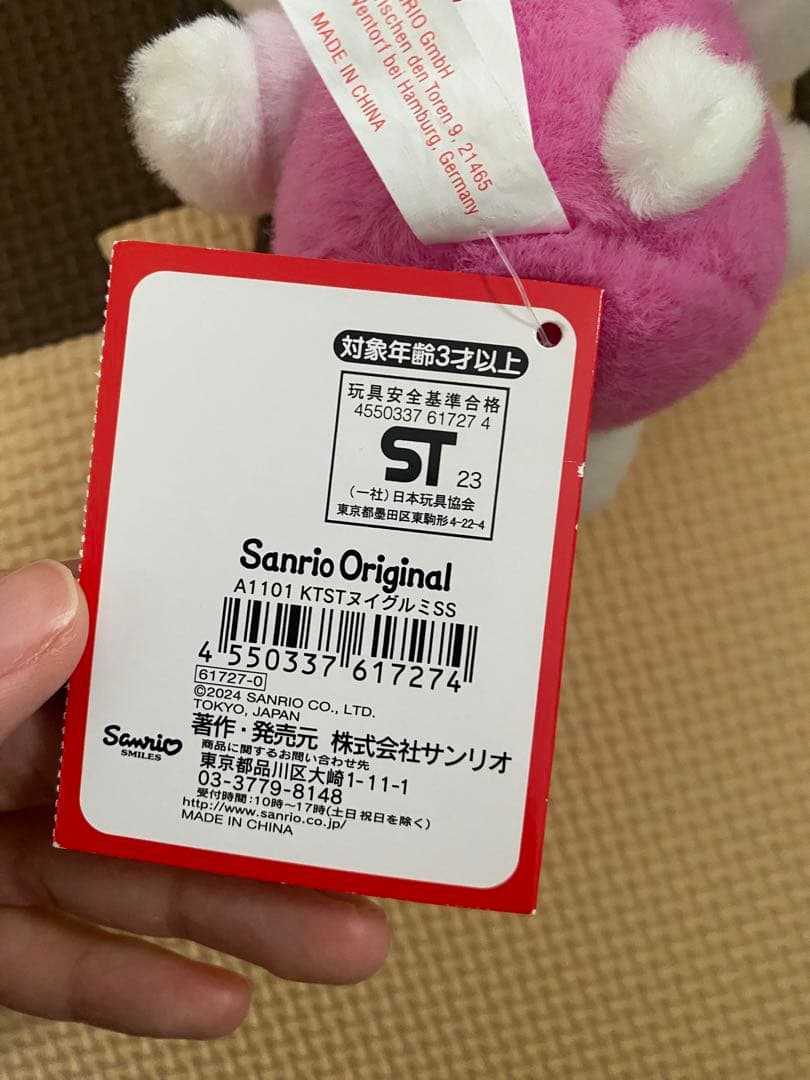 RIO GmbH
ischen den Toren 9, 21465
Wentorf bei Hamburg, Germany
MADE IN CHINA
対象年齢3才以上
玩具安全基準合格
4550337 61727 4
ST 23
(一社)日本玩具協会
東京都墨田区東駒形4-22-4
Sanrio Original
A1101 KTSTヌイグルミSS
4 550337 617274
61727-0
©2024 SANRIO CO., LTD.
TOKYO, JAPAN
Sanrio
SMILES
著作・発売元 株式会社サンリオ
商品に関するお問い合わせ先
東京都品川区大崎1-11-1
03-3779-8148
受付時間:10時〜17時(土日祝日を除く)
http://www.sanrio.co.jp/
MADE IN CHINA